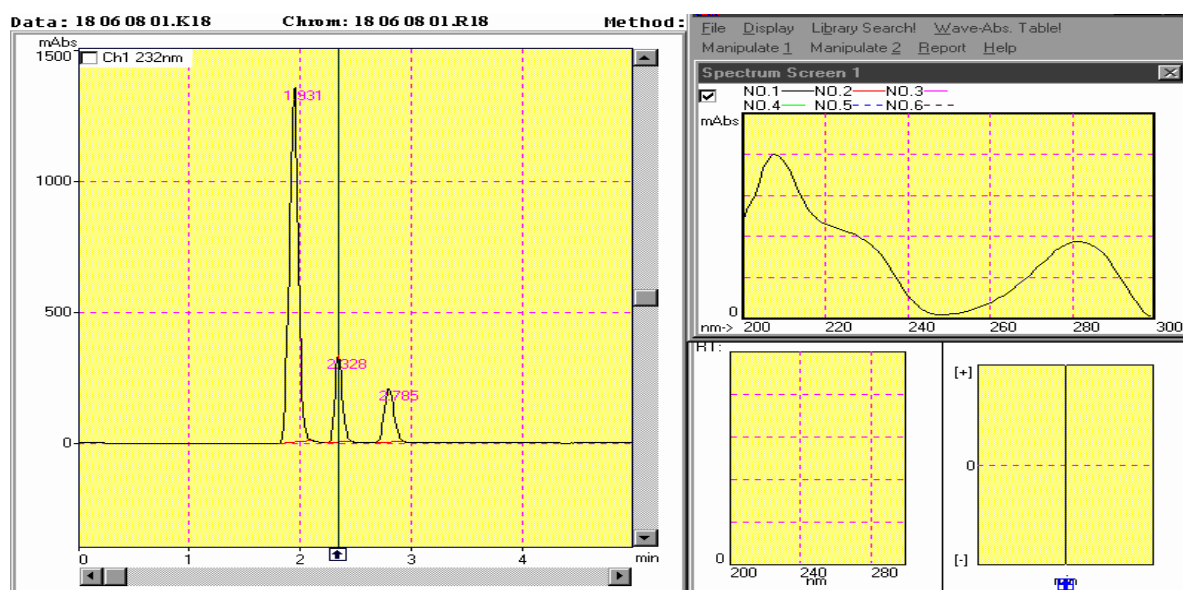 Data: 18 06 08 01.K18 Chrom: 18 06 08 01.R18 Method:
mAbs
1500
Ch1 232nm
1.931
1000
500
2.328
2.785
0
0 1 2 3 4 min
File Display Library Search! Wave-Abs. Table!
Manipulate 1 Manipulate 2 Report Help
Spectrum Screen 1
NO.1 NO.2 NO.3
NO.4 NO.5 NO.6
mAbs
0
nm-> 200 220 240 260 280 300
RT:
0
200 240 280
nm
[+]
0
[-]